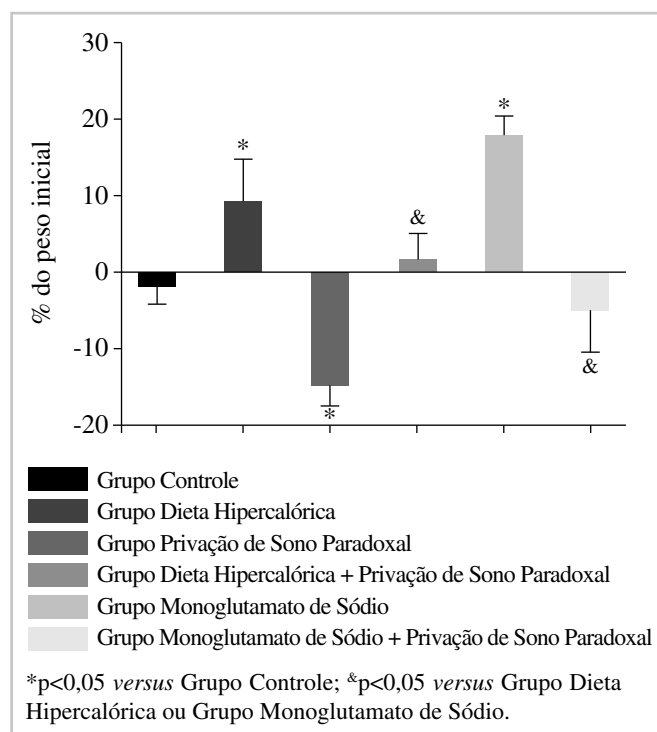 30
20
10
0
-10
-20
% do peso inicial
*
*
&
*
&
Grupo Controle
Grupo Dieta Hipercalórica
Grupo Privação de Sono Paradoxal
Grupo Dieta Hipercalórica + Privação de Sono Paradoxal
Grupo Monoglutamato de Sódio
Grupo Monoglutamato de Sódio + Privação de Sono Paradoxal
*p<0,05 versus Grupo Controle; &p<0,05 versus Grupo Dieta
Hipercalórica ou Grupo Monoglutamato de Sódio.